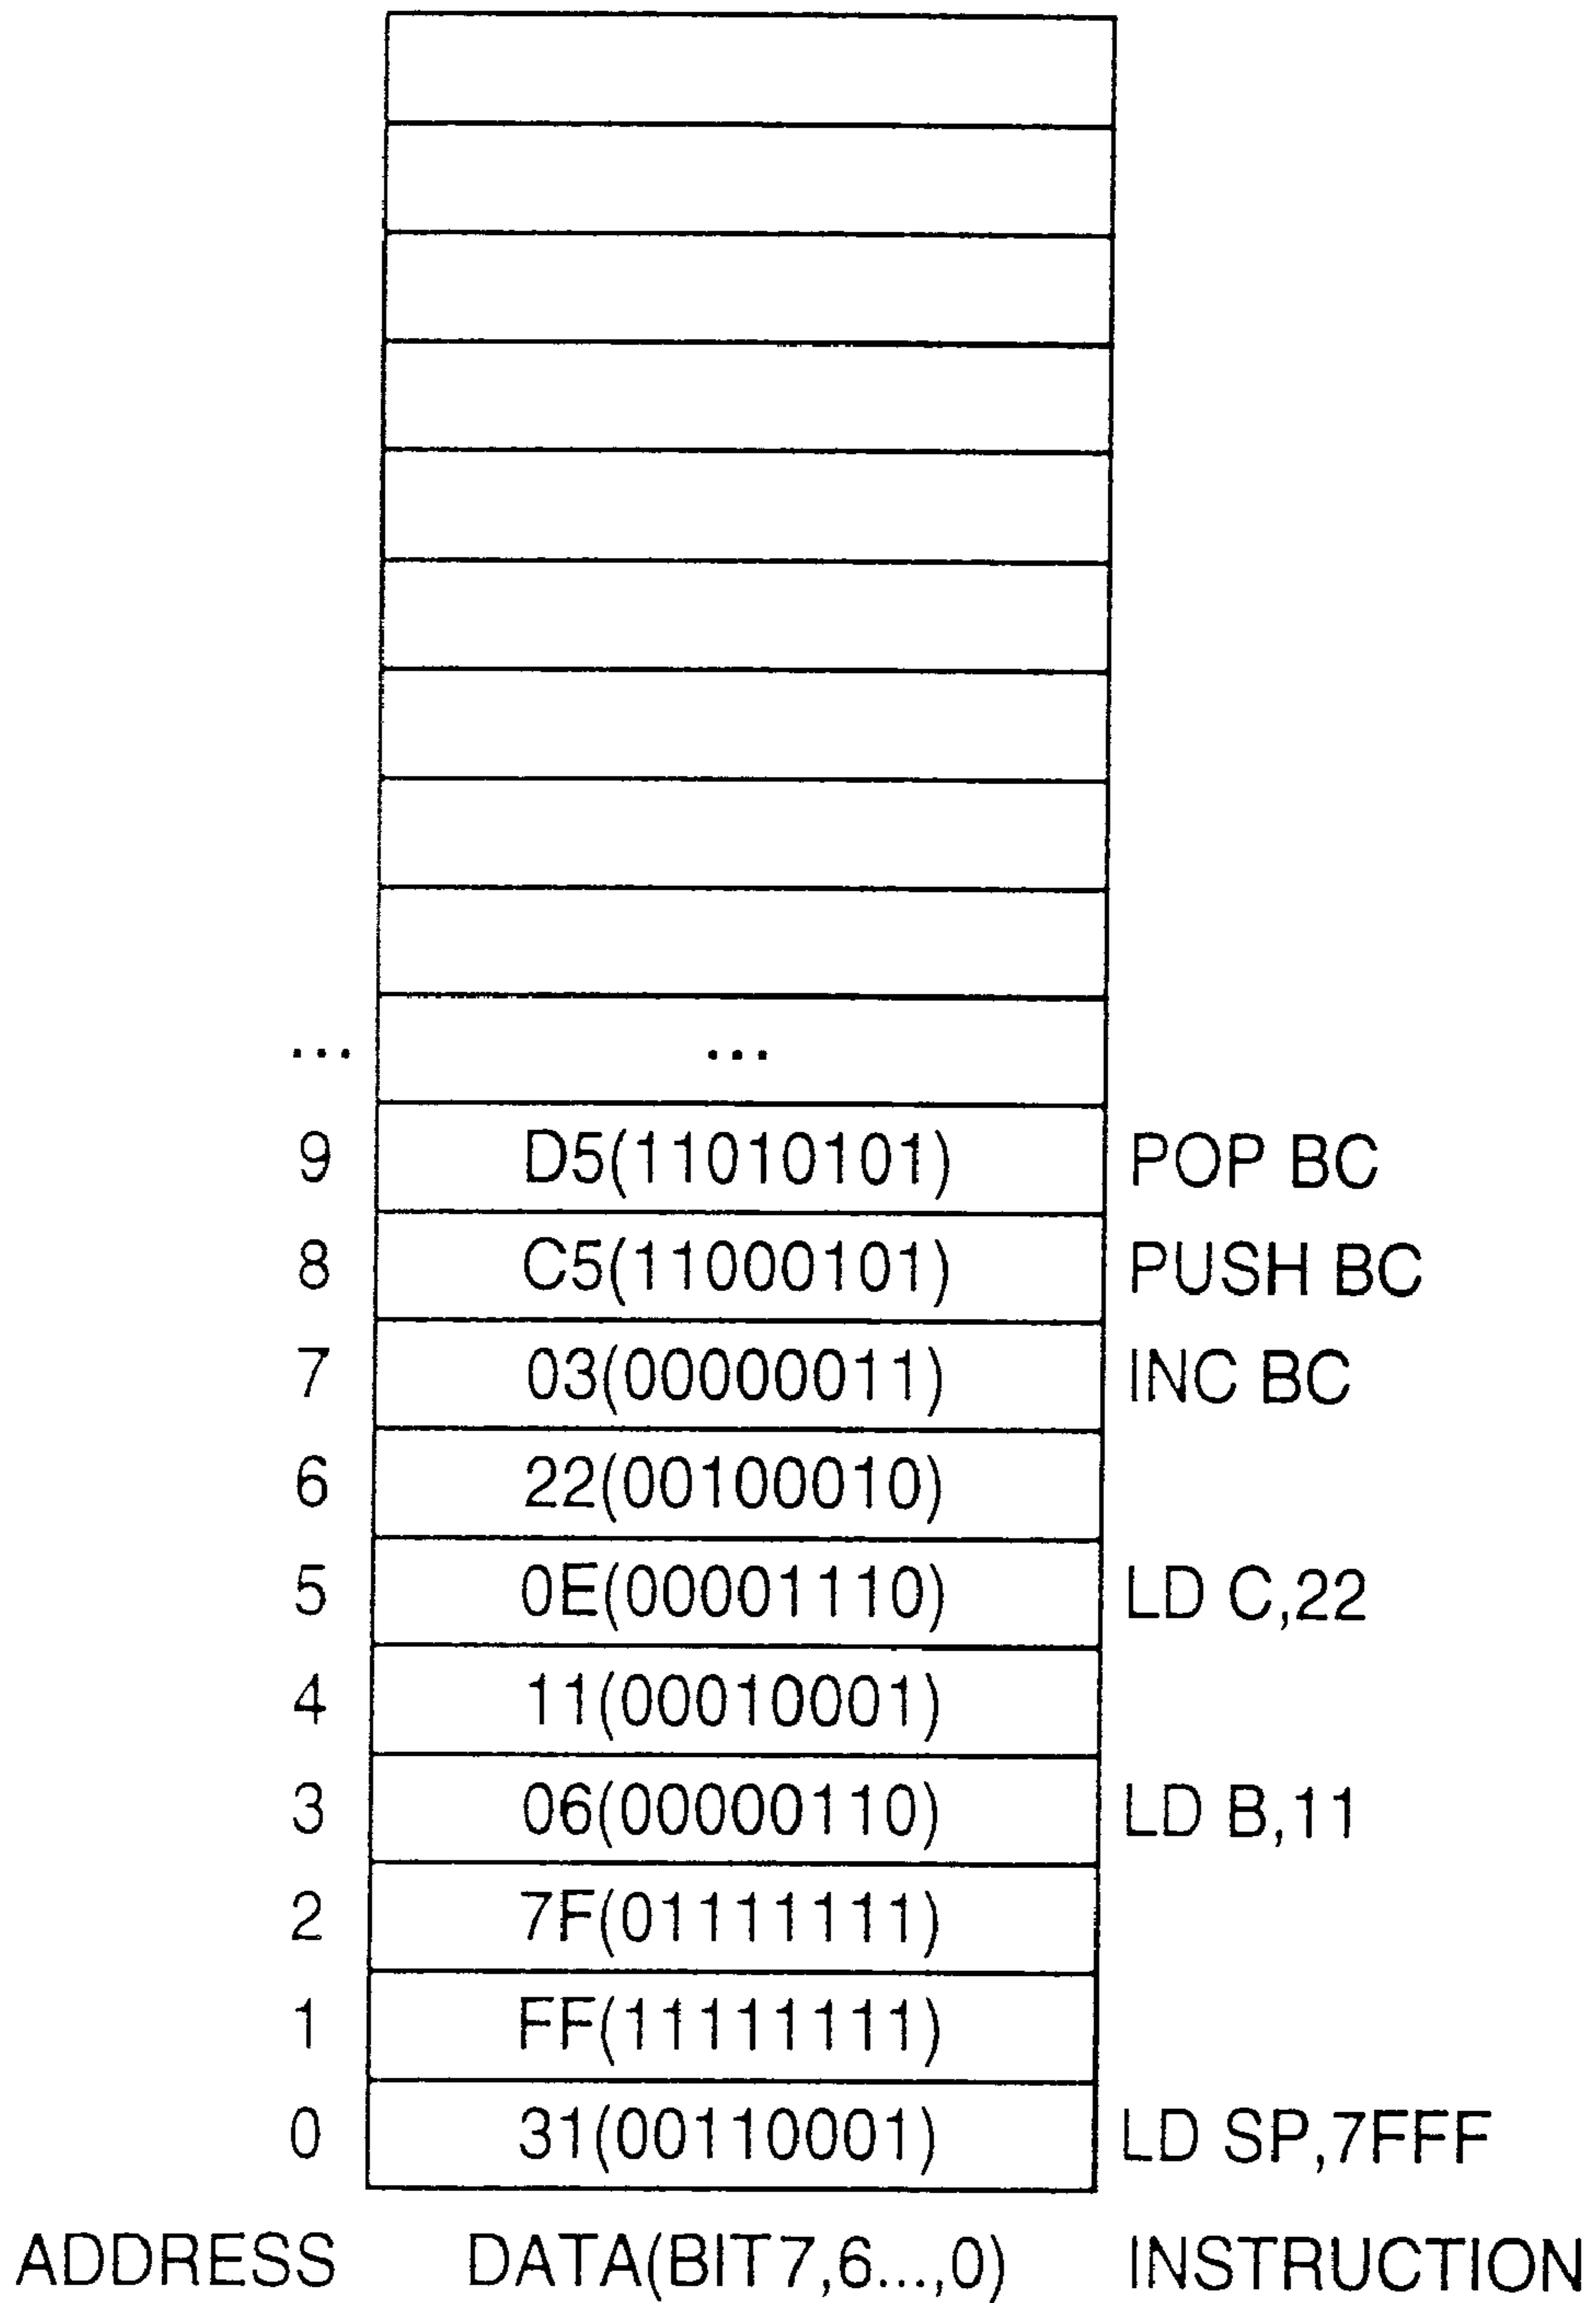 ... ...
9 D5(11010101) POP BC
8 C5(11000101) PUSH BC
7 03(00000011) INC BC
6 22(00100010)
5 0E(00001110) LD C,22
4 11(00010001)
3 06(00000110) LD B,11
2 7F(01111111)
1 FF(11111111)
0 31(00110001) LD SP,7FFF
ADDRESS DATA(BIT7,6...,0) INSTRUCTION